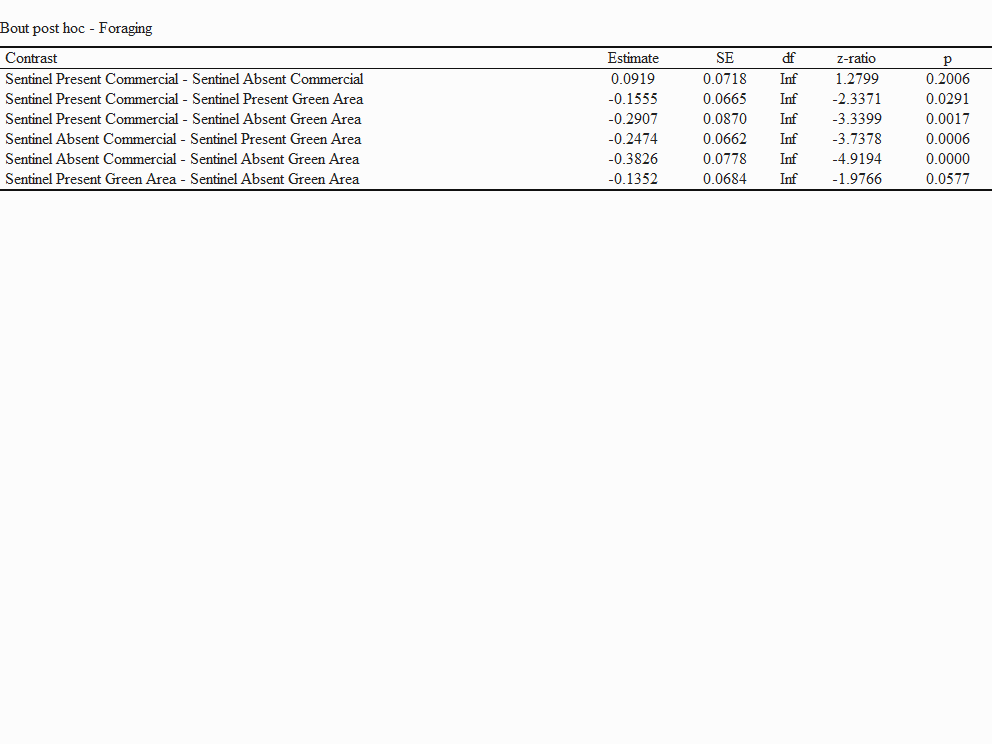 Bout post hoc - Foraging
Contrast Estimate SE df z-ratio p
Sentinel Present Commercial - Sentinel Absent Commercial 0.0919 0.0718 Inf 1.2799 0.2006
Sentinel Present Commercial - Sentinel Present Green Area -0.1555 0.0665 Inf -2.3371 0.0291
Sentinel Present Commercial - Sentinel Absent Green Area -0.2907 0.0870 Inf -3.3399 0.0017
Sentinel Absent Commercial - Sentinel Present Green Area -0.2474 0.0662 Inf -3.7378 0.0006
Sentinel Absent Commercial - Sentinel Absent Green Area -0.3826 0.0778 Inf -4.9194 0.0000
Sentinel Present Green Area - Sentinel Absent Green Area -0.1352 0.0684 Inf -1.9766 0.0577